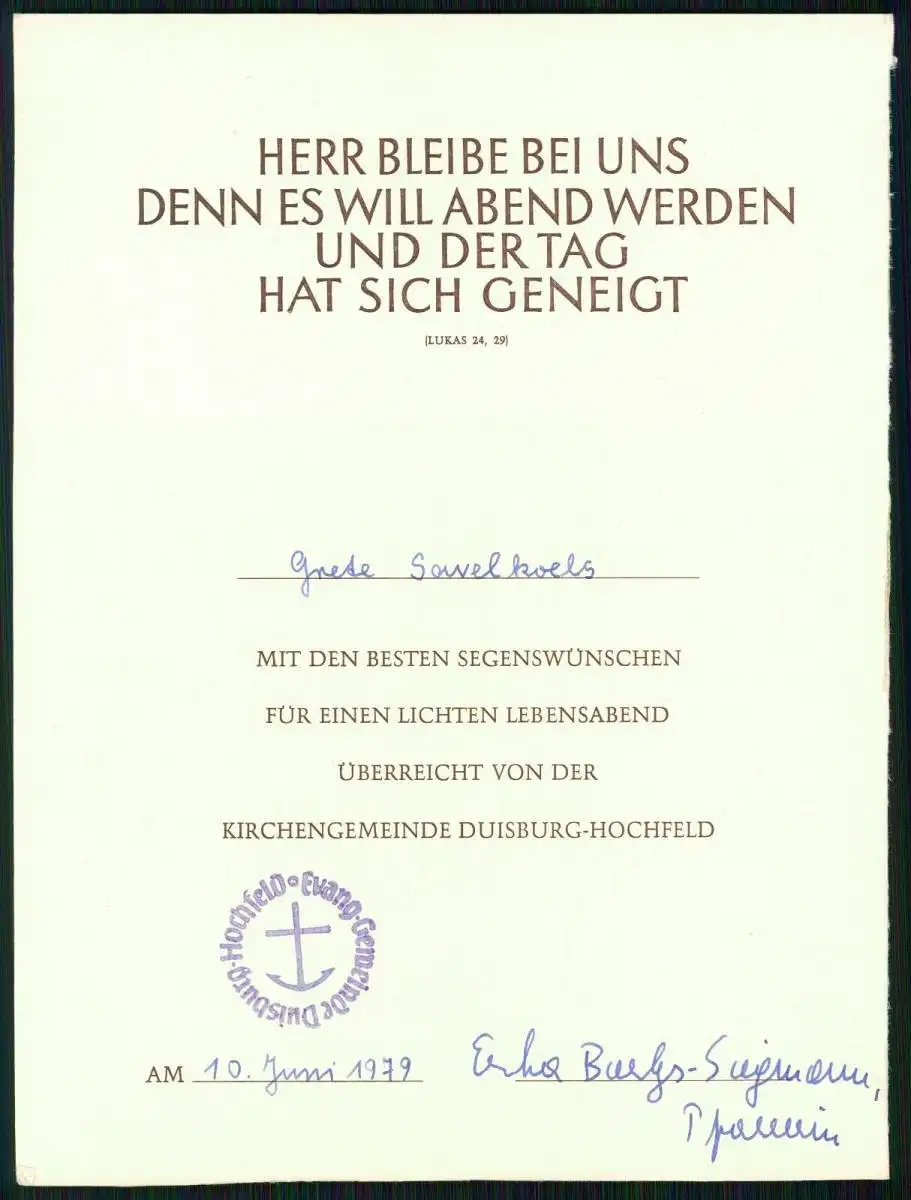 HERR BLEIBE BEI UNS
DENN ES WILL ABEND WERDEN
UND DER TAG
HAT SICH GENEIGT
(LUKAS 24, 29)
Grete Savelkoels
MIT DEN BESTEN SEGENSWÜNSCHEN
FÜR EINEN LICHTEN LEBENSABEND
ÜBERREICHT VON DER
KIRCHENGEMEINDE DUISBURG-HOCHFELD
Evang. Gemeinde Duisburg-Hochfeld
AM 10. Juni 1979
Siegmann,
Pfarrerin